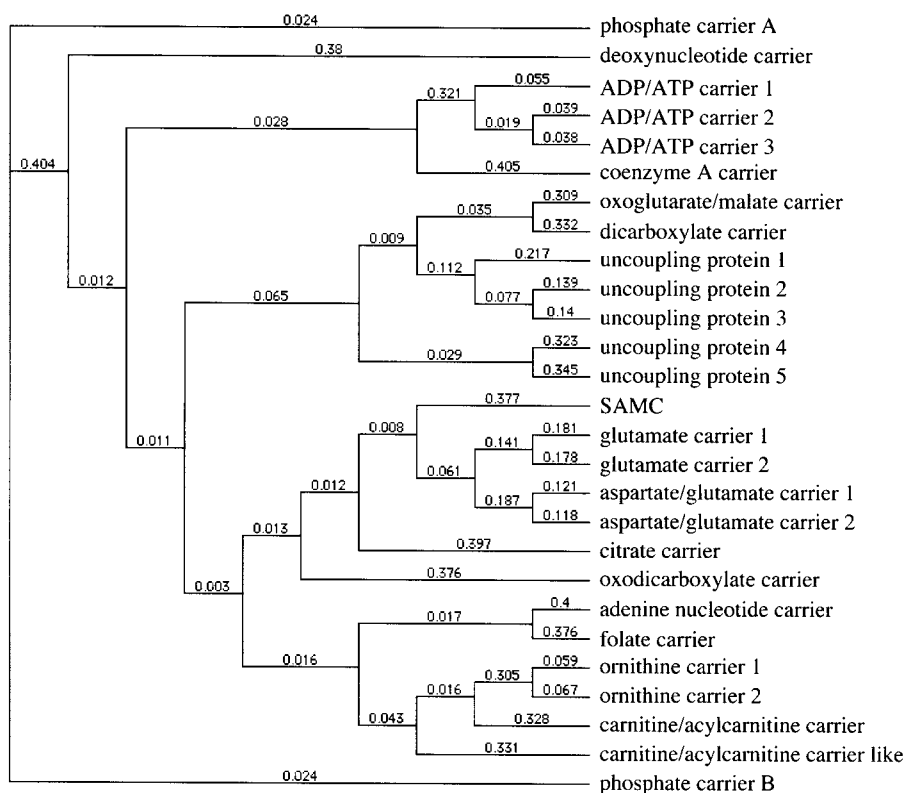 0.024 phosphate carrier A
0.38 deoxynucleotide carrier
0.055 ADP/ATP carrier 1
0.321
0.039 ADP/ATP carrier 2
0.028 0.019
0.038 ADP/ATP carrier 3
0.404 0.405 coenzyme A carrier
0.309 oxoglutarate/malate carrier
0.035
0.332 dicarboxylate carrier
0.009
0.217 uncoupling protein 1
0.112
0.012 0.139 uncoupling protein 2
0.065 0.077
0.14 uncoupling protein 3
0.323 uncoupling protein 4
0.029
0.345 uncoupling protein 5
0.377 SAMC
0.008
0.011 0.181 glutamate carrier 1
0.141
0.178 glutamate carrier 2
0.061
0.012 0.121 aspartate/glutamate carrier 1
0.187
0.118 aspartate/glutamate carrier 2
0.013
0.397 citrate carrier
0.376 oxodicarboxylate carrier
0.003
0.4 adenine nucleotide carrier
0.017
0.376 folate carrier
0.016 0.059 ornithine carrier 1
0.305
0.067 ornithine carrier 2
0.016
0.043 0.328 carnitine/acylcarnitine carrier
0.331 carnitine/acylcarnitine carrier like
0.024 phosphate carrier B